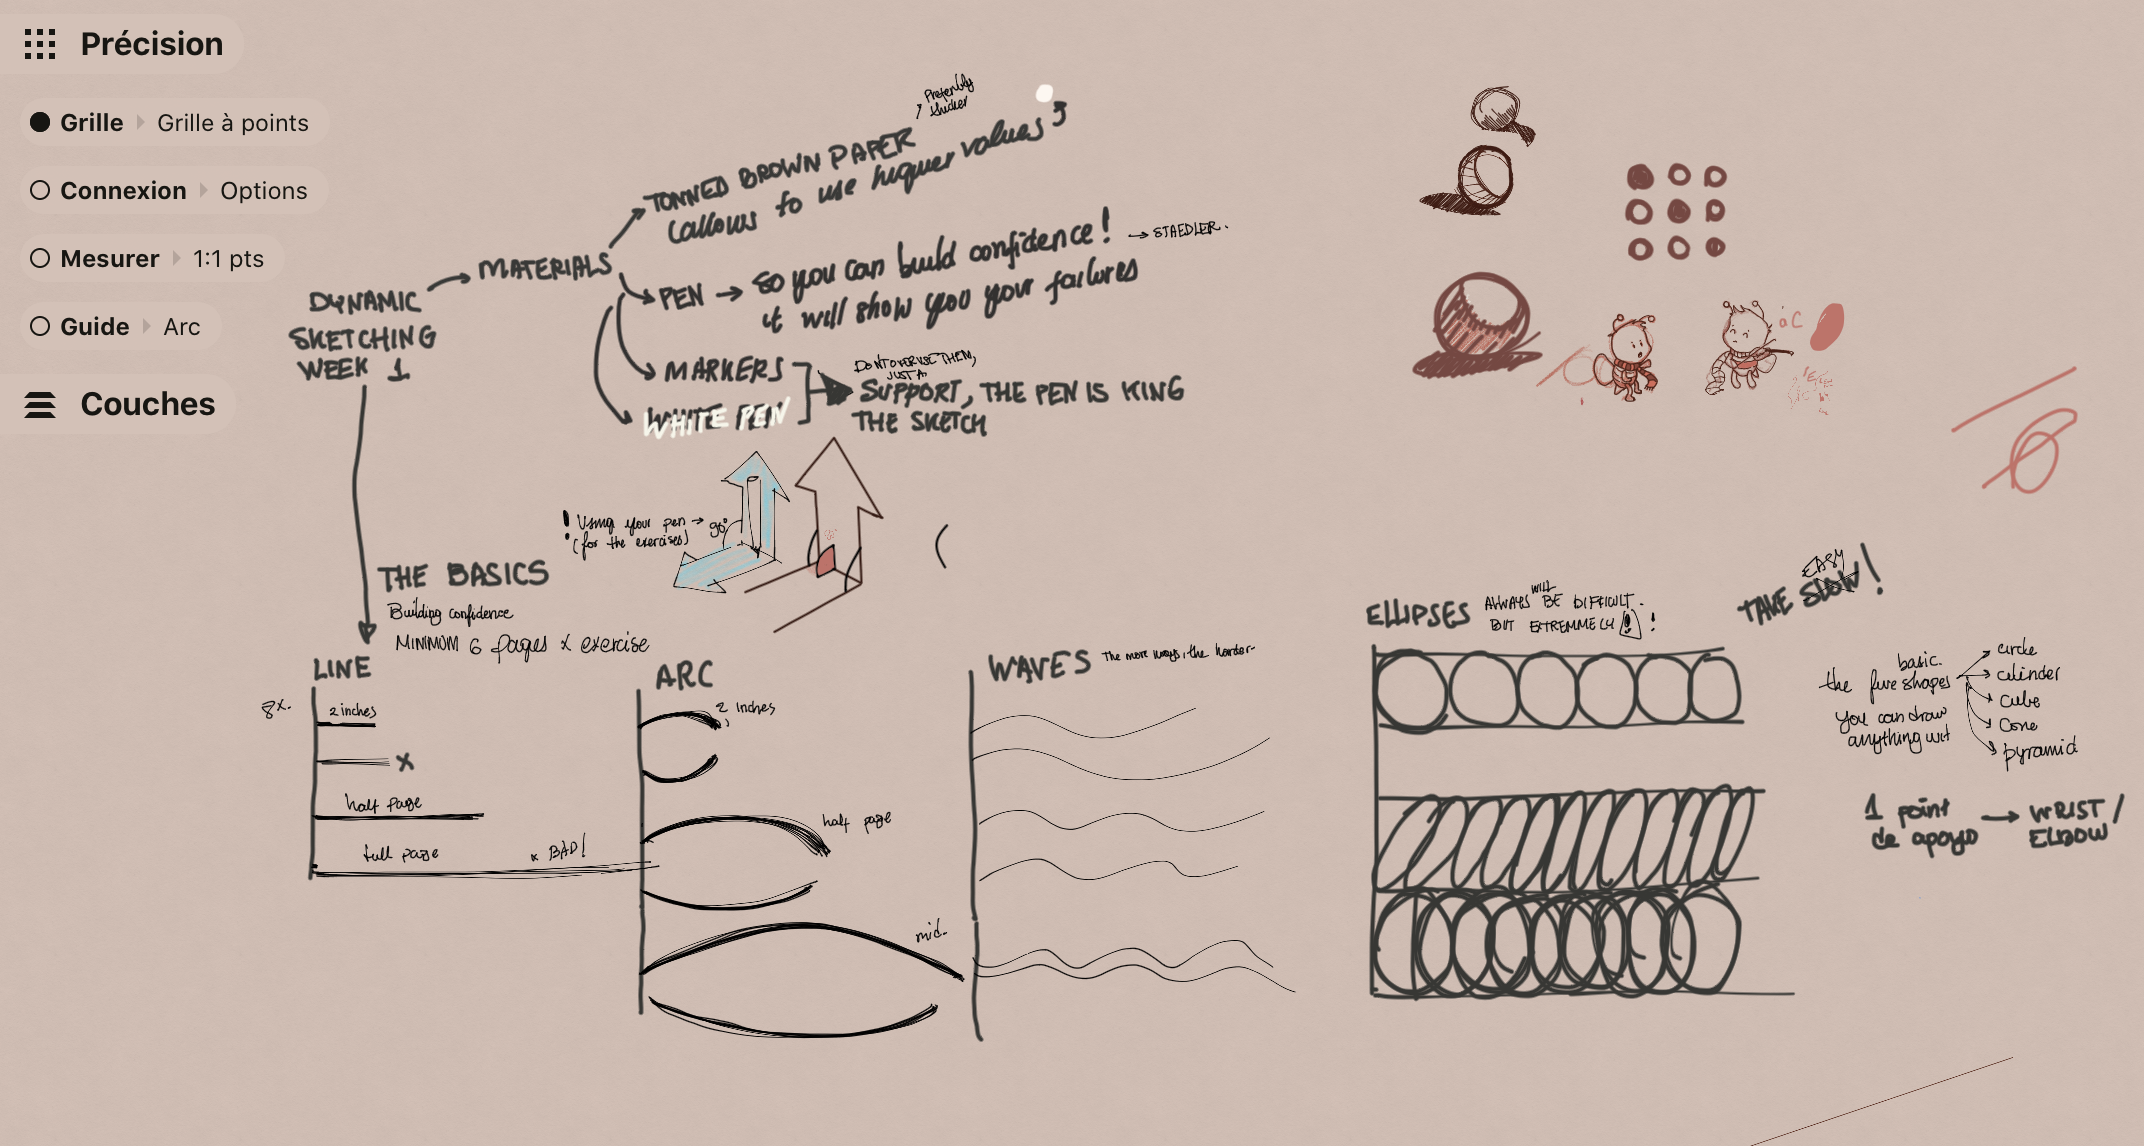 Précision
Grille Grille à points
Connexion Options
Mesurer 1:1 pts
Guide Arc
Couches
DYNAMIC
SKETCHING
WEEK 1
MATERIALS
Preferibly
thicker
TONNED BROWN PAPER
(allows to use higuer values)
PEN → So you can build confidence! → STAEDLER.
it will show you your failures
MARKERS
WHITE PEN
DON'T OVERUSE THEM,
JUST A
SUPPORT, THE PEN IS KING
THE SKETCH
! Using your pen → 90°
(for the exercises)
THE BASICS
Building confidence
MINIMUM 6 pages x exercise
LINE
8x.
2 inches
x
half page
full page
x BAD!
ARC
2 inches
half page
mid.
WAVES The more ways, the harder
ELLIPSES ALWAYS WILL BE DIFFICULT.
BUT EXTREMMELY !
TAKE SLOW EASY!
basic.
the five shapes
you can draw
anything wit
circle
cilinder
cube
Cone
pyramid
1 point
de apoyo → WRIST /
ELBOW